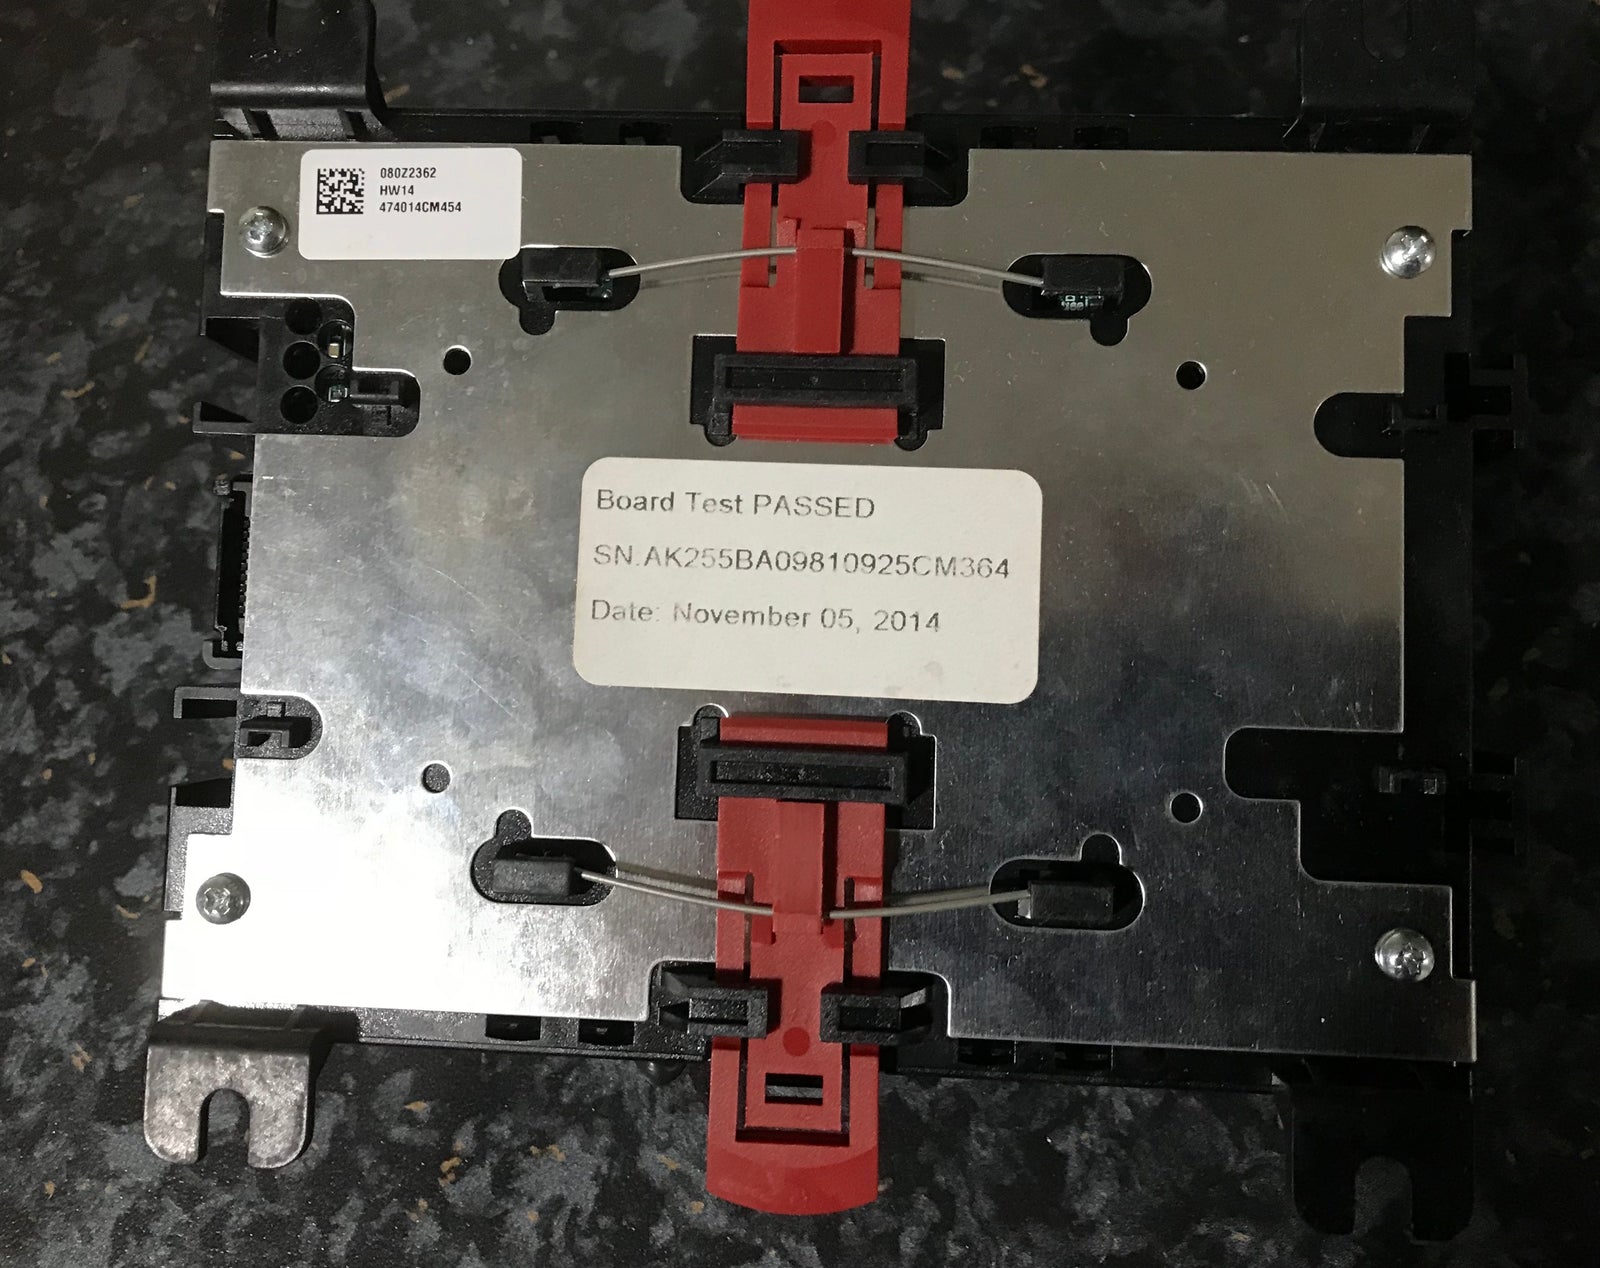 080Z2362
HW14
474014CM454
Board Test PASSED
SN.AK255BA09810925CM364
Date: November 05, 2014